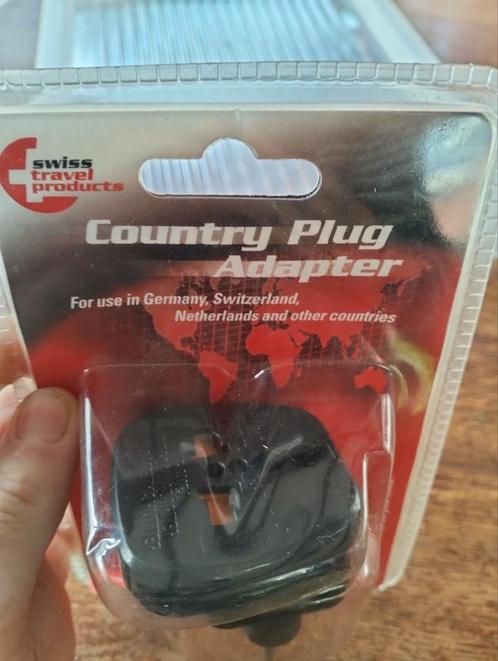 swiss
travel
products
Country Plug
Adapter
For use in Germany, Switzerland,
Netherlands and other countries